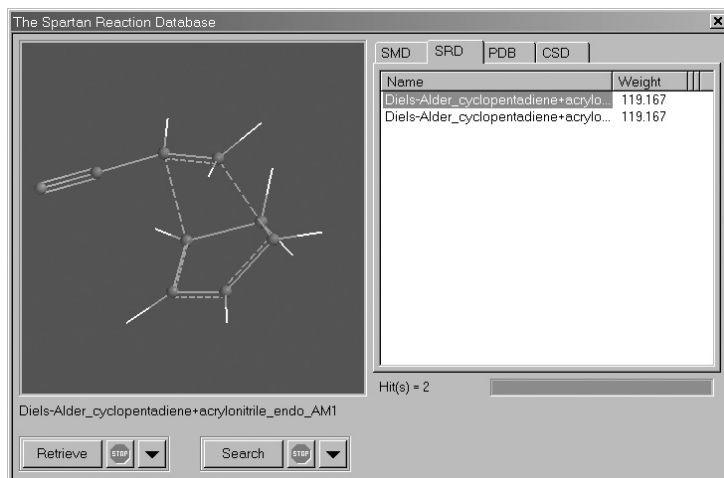 The Spartan Reaction Database
SMD SRD PDB CSD
Name Weight
Diels-Alder_cyclopentadiene+acrylo... 119.167
Diels-Alder_cyclopentadiene+acrylo... 119.167
Hit(s) = 2
Diels-Alder_cyclopentadiene+acrylonitrile_endo_AM1
Retrieve STOP Search STOP